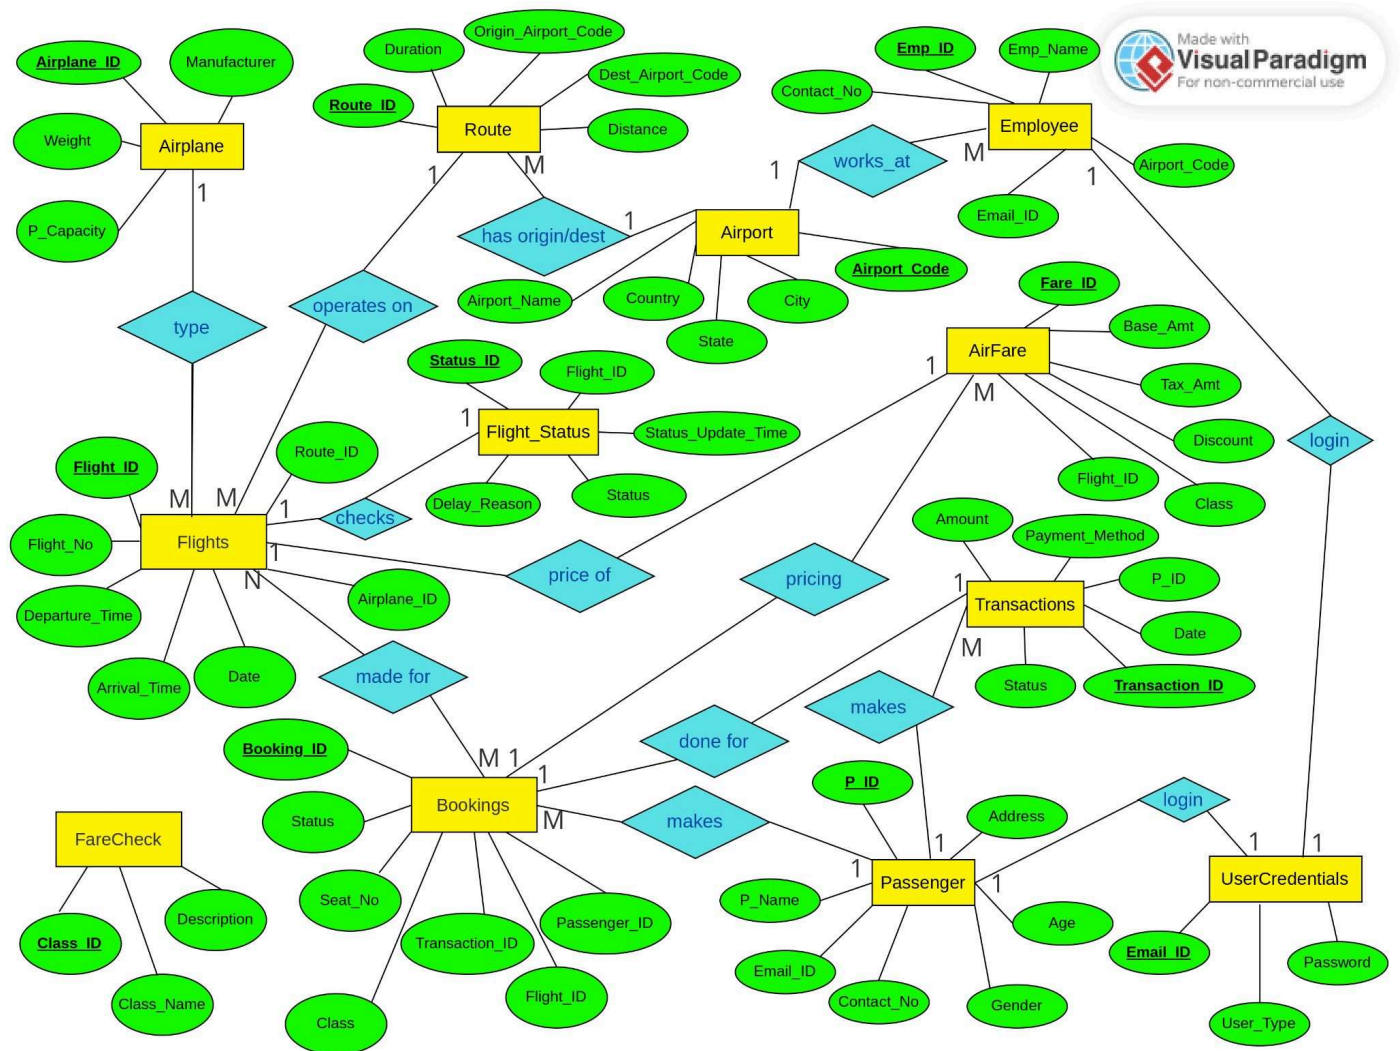 Made with
Visual Paradigm
For non-commercial use
Airplane_ID
Manufacturer
Weight
Airplane
P_Capacity
1
Duration
Origin_Airport_Code
Dest_Airport_Code
Route_ID
Route
Distance
1
M
Emp_ID
Emp_Name
Contact_No
Employee
Airport_Code
Email_ID
M
1
works_at
1
has origin/dest
1
Airport
Airport_Code
Airport_Name
Country
City
State
type
operates on
Fare_ID
Base_Amt
AirFare
Tax_Amt
Discount
Class
Flight_ID
1
M
login
Status_ID
Flight_ID
1
Flight_Status
Status_Update_Time
Delay_Reason
Status
Flight_ID
Route_ID
M
M
1
checks
Flight_No
Flights
1
N
Departure_Time
Airplane_ID
Arrival_Time
Date
price of
pricing
Amount
Payment_Method
P_ID
1
Transactions
Date
M
Status
Transaction_ID
made for
makes
done for
Booking_ID
M
1
1
Bookings
M
Status
Seat_No
Transaction_ID
Passenger_ID
Class
Flight_ID
makes
P_ID
Address
login
1
1
1
1
1
Passenger
P_Name
Age
Email_ID
Contact_No
Gender
UserCredentials
Email_ID
Password
User_Type
FareCheck
Description
Class_ID
Class_Name